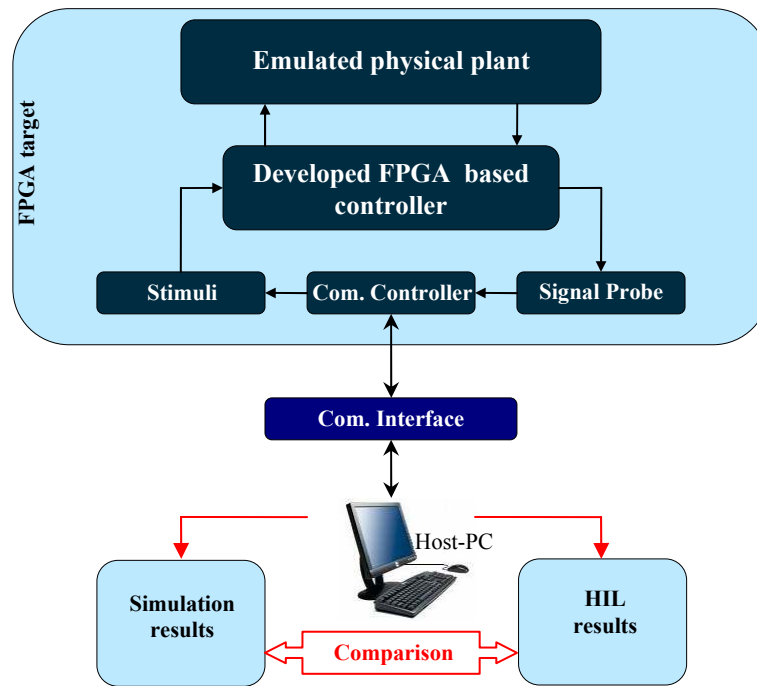 Emulated physical plant
FPGA target
Developed FPGA based
controller
Stimuli
Com. Controller
Signal Probe
Com. Interface
Host-PC
Simulation
results
HIL
results
Comparison